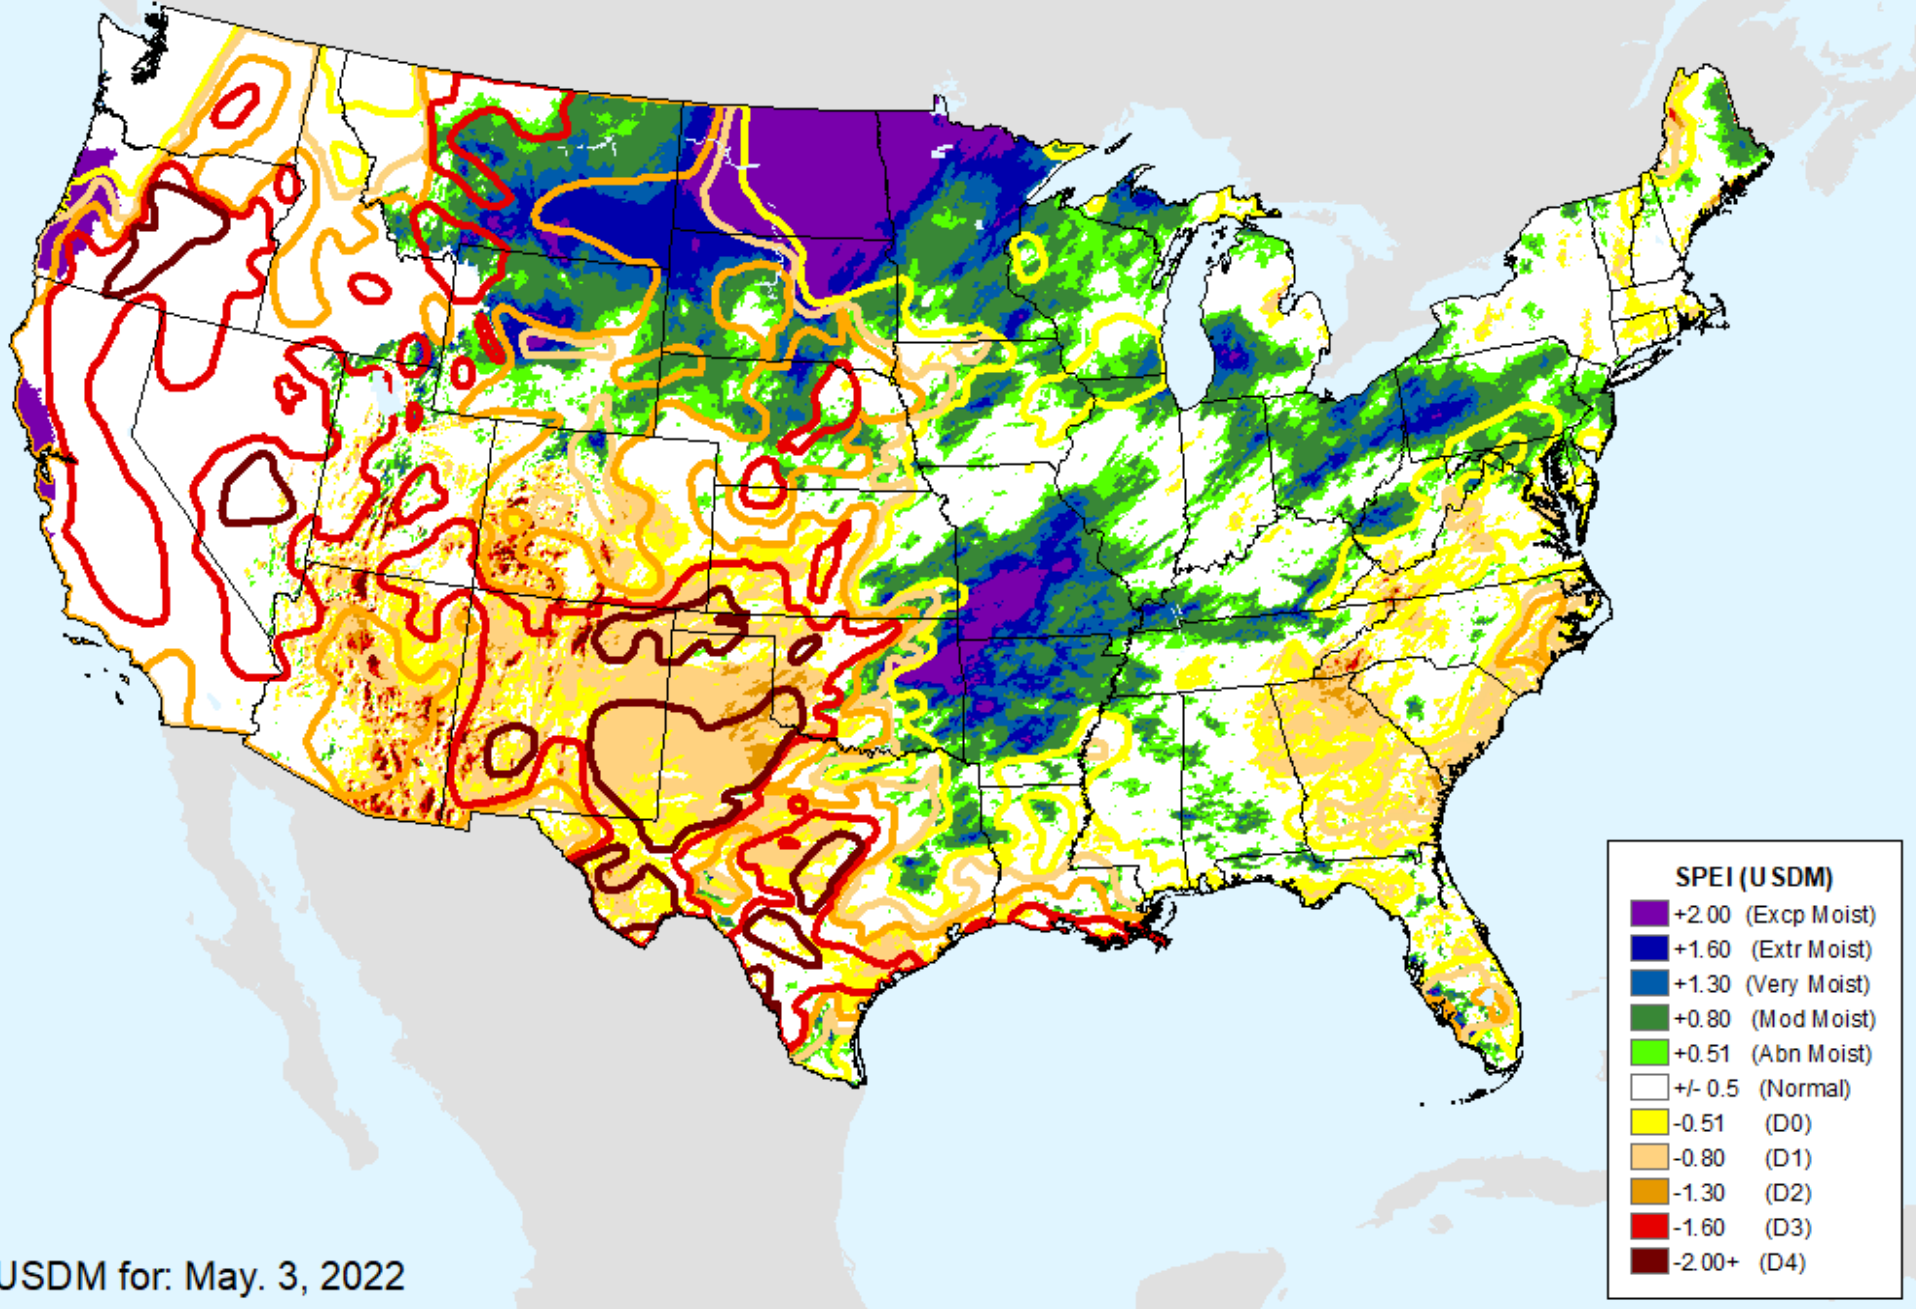 SPEI (USDM)
+2.00 (Excp Moist)
+1.60 (Extr Moist)
+1.30 (Very Moist)
+0.80 (Mod Moist)
+0.51 (Abn Moist)
+/- 0.5 (Normal)
-0.51 (D0)
-0.80 (D1)
-1.30 (D2)
-1.60 (D3)
-2.00+ (D4)
USDM for: May. 3, 2022